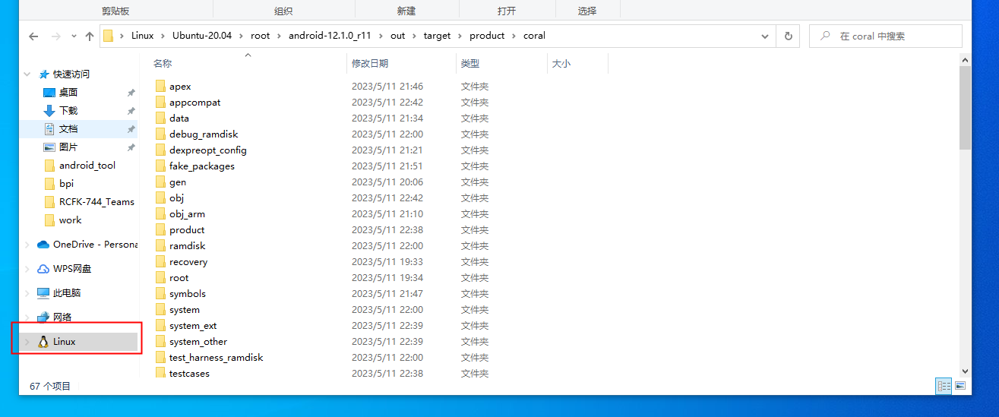 剪贴板 组织 新建 打开 选择
Linux Ubuntu-20.04 root android-12.1.0_r11 out target product coral 在 coral 中搜索
名称 修改日期 类型 大小
快速访问
桌面
下载
文档
图片
android_tool
bpi
RCFK-744_Teams
work
OneDrive - Persona
WPS网盘
此电脑
网络
Linux
apex 2023/5/11 21:46 文件夹
appcompat 2023/5/11 22:42 文件夹
data 2023/5/11 21:34 文件夹
debug_ramdisk 2023/5/11 22:00 文件夹
dexpreopt_config 2023/5/11 21:21 文件夹
fake_packages 2023/5/11 21:51 文件夹
gen 2023/5/11 20:06 文件夹
obj 2023/5/11 22:42 文件夹
obj_arm 2023/5/11 21:10 文件夹
product 2023/5/11 22:38 文件夹
ramdisk 2023/5/11 22:00 文件夹
recovery 2023/5/11 19:33 文件夹
root 2023/5/11 19:34 文件夹
symbols 2023/5/11 21:47 文件夹
system 2023/5/11 22:00 文件夹
system_ext 2023/5/11 22:39 文件夹
system_other 2023/5/11 22:39 文件夹
test_harness_ramdisk 2023/5/11 22:00 文件夹
testcases 2023/5/11 22:38 文件夹
67 个项目